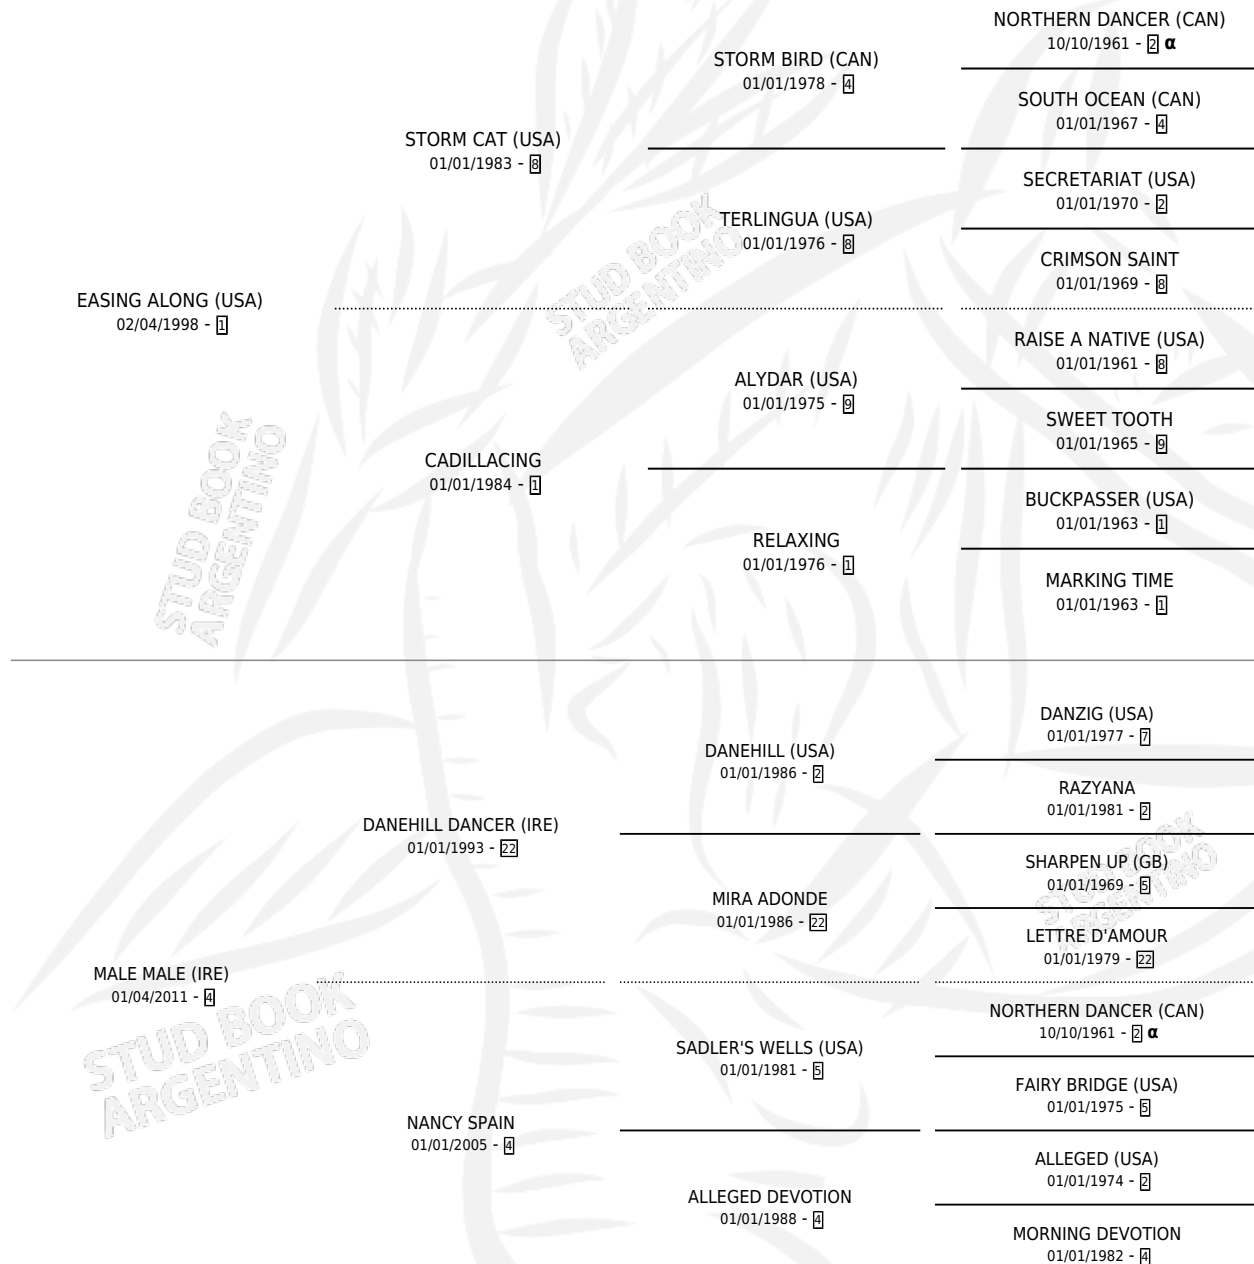 NORTHERN DANCER (CAN)
10/10/1961 - 2 α
STORM BIRD (CAN)
01/01/1978 - 4
SOUTH OCEAN (CAN)
01/01/1967 - 4
STORM CAT (USA)
01/01/1983 - 8
SECRETARIAT (USA)
01/01/1970 - 2
TERLINGUA (USA)
01/01/1976 - 8
CRIMSON SAINT
01/01/1969 - 8
EASING ALONG (USA)
02/04/1998 - 1
RAISE A NATIVE (USA)
01/01/1961 - 8
ALYDAR (USA)
01/01/1975 - 9
SWEET TOOTH
01/01/1965 - 9
CADILLACING
01/01/1984 - 1
BUCKPASSER (USA)
01/01/1963 - 1
RELAXING
01/01/1976 - 1
MARKING TIME
01/01/1963 - 1
DANZIG (USA)
01/01/1977 - 7
DANEHILL (USA)
01/01/1986 - 2
RAZYANA
01/01/1981 - 2
DANEHILL DANCER (IRE)
01/01/1993 - 22
SHARPEN UP (GB)
01/01/1969 - 5
MIRA ADONDE
01/01/1986 - 22
LETTRE D'AMOUR
01/01/1979 - 22
MALE MALE (IRE)
01/04/2011 - 4
NORTHERN DANCER (CAN)
10/10/1961 - 2 α
SADLER'S WELLS (USA)
01/01/1981 - 5
FAIRY BRIDGE (USA)
01/01/1975 - 5
NANCY SPAIN
01/01/2005 - 4
ALLEGED (USA)
01/01/1974 - 2
ALLEGED DEVOTION
01/01/1988 - 4
MORNING DEVOTION
01/01/1982 - 4
STUD BOOK
ARGENTINO
STUD BOOK
ARGENTINO
STUD BOOK
ARGENTINO
STUD BOOK
ARGENTINO